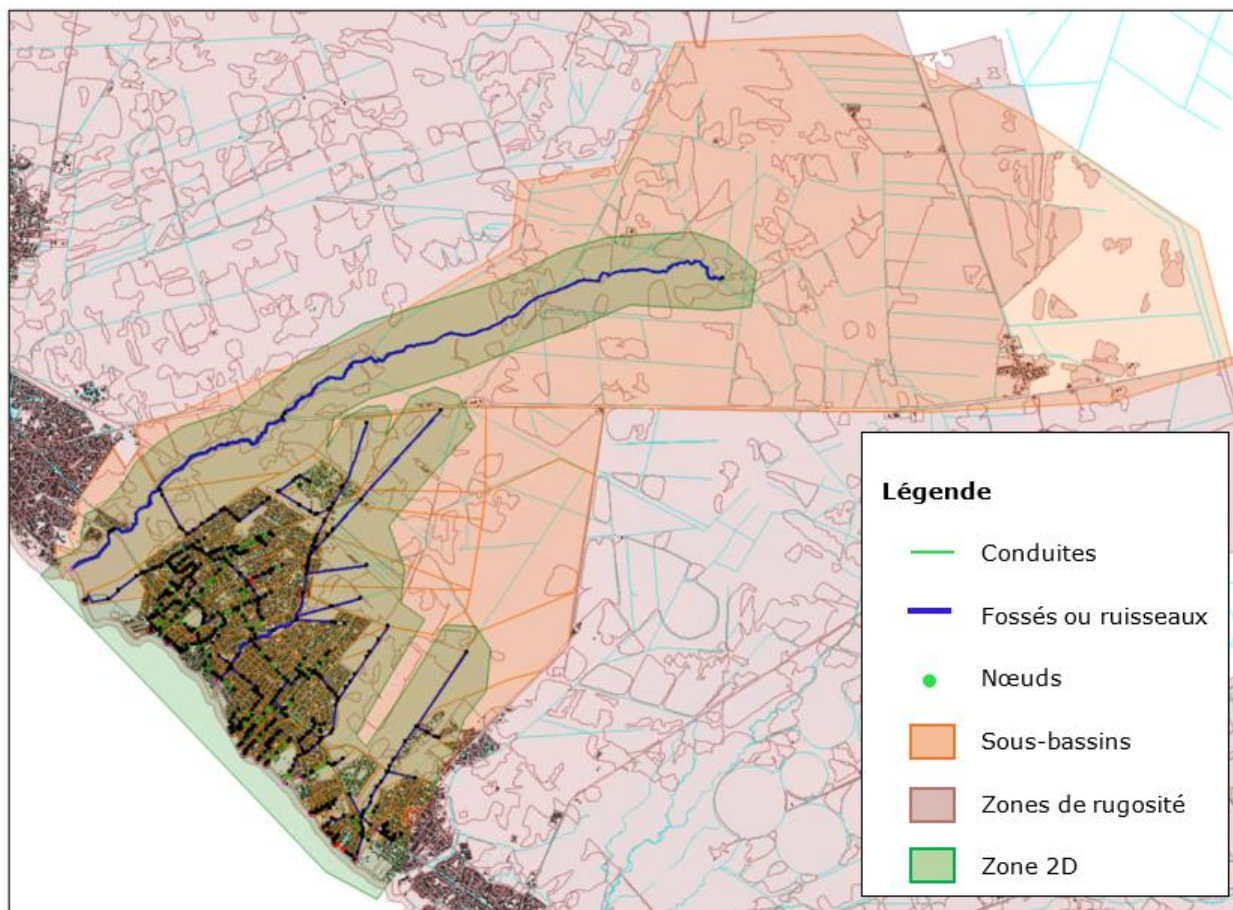 Légende
Conduites
Fossés ou ruisseaux
Nœuds
Sous-bassins
Zones de rugosité
Zone 2D